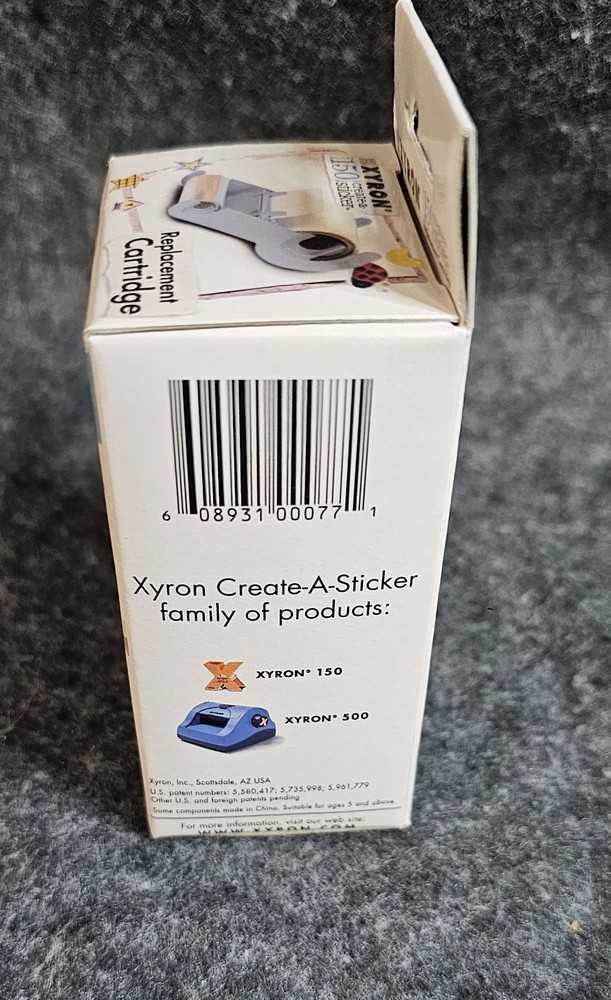 XYRON®
150 create-a-sticker®
Replacement
Cartridge
6 08931 00077 1
Xyron Create-A-Sticker
family of products:
XYRON® 150
XYRON® 500
Xyron, Inc., Scottsdale, AZ USA
U.S. patent numbers: 5,580,417; 5,735,998; 5,961,779
Other U.S. and foreign patents pending
Some components made in China. Suitable for ages 5 and above.
For more information, visit our web site:
WWW.XYRON.COM